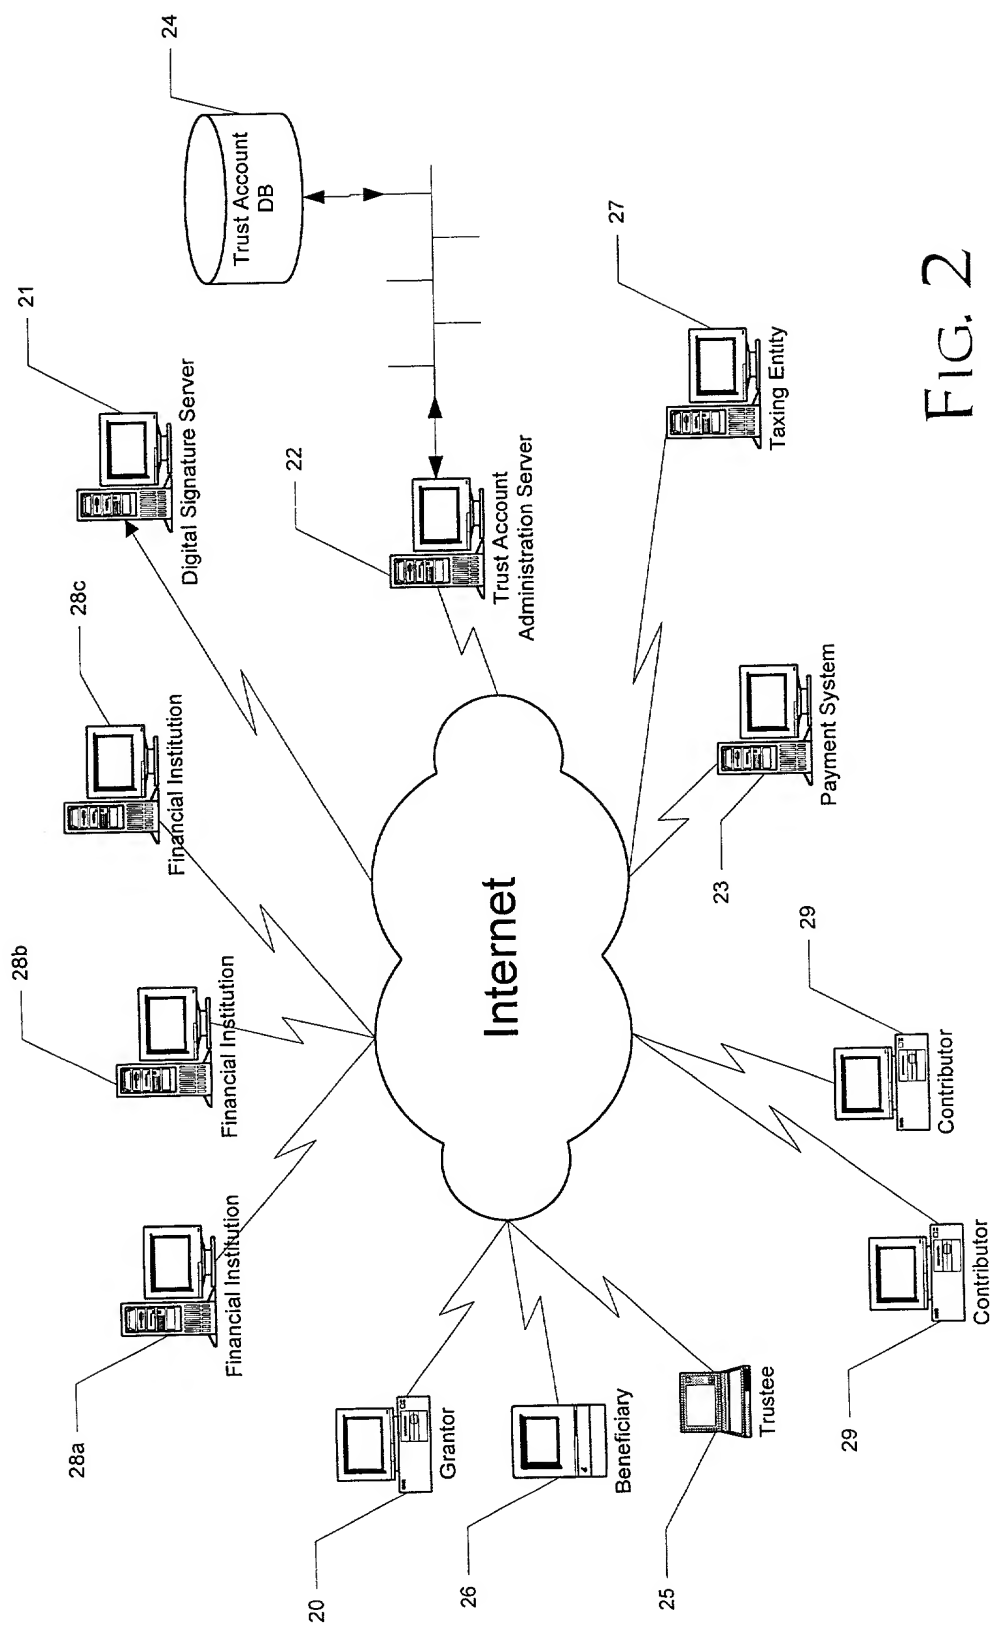 28a
Financial Institution
28b
Financial Institution
28c
Financial Institution
21
Digital Signature Server
24
Trust Account
DB
20
Grantor
26
Beneficiary
25
Trustee
Internet
22
Trust Account
Administration Server
29
Contributor
29
Contributor
23
Payment System
27
Taxing Entity
FIG. 2